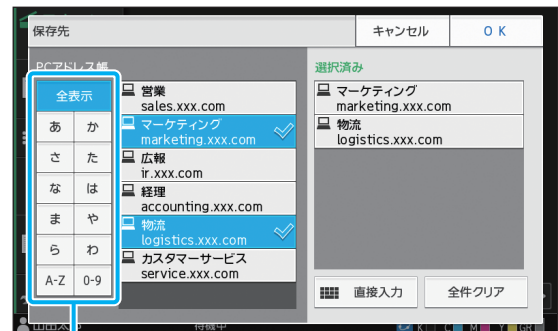 保存先
キャンセル
O K
PCアドレス帳
選択済み
全表示
あ
か
さ
た
な
は
ま
や
ら
わ
A-Z
0-9
営業
sales.xxx.com
マーケティング
marketing.xxx.com
広報
ir.xxx.com
経理
accounting.xxx.com
物流
logistics.xxx.com
カスタマーサービス
service.xxx.com
マーケティング
marketing.xxx.com
物流
logistics.xxx.com
直接入力
全件クリア
山田太郎
待機中
K
C
M
Y
GR